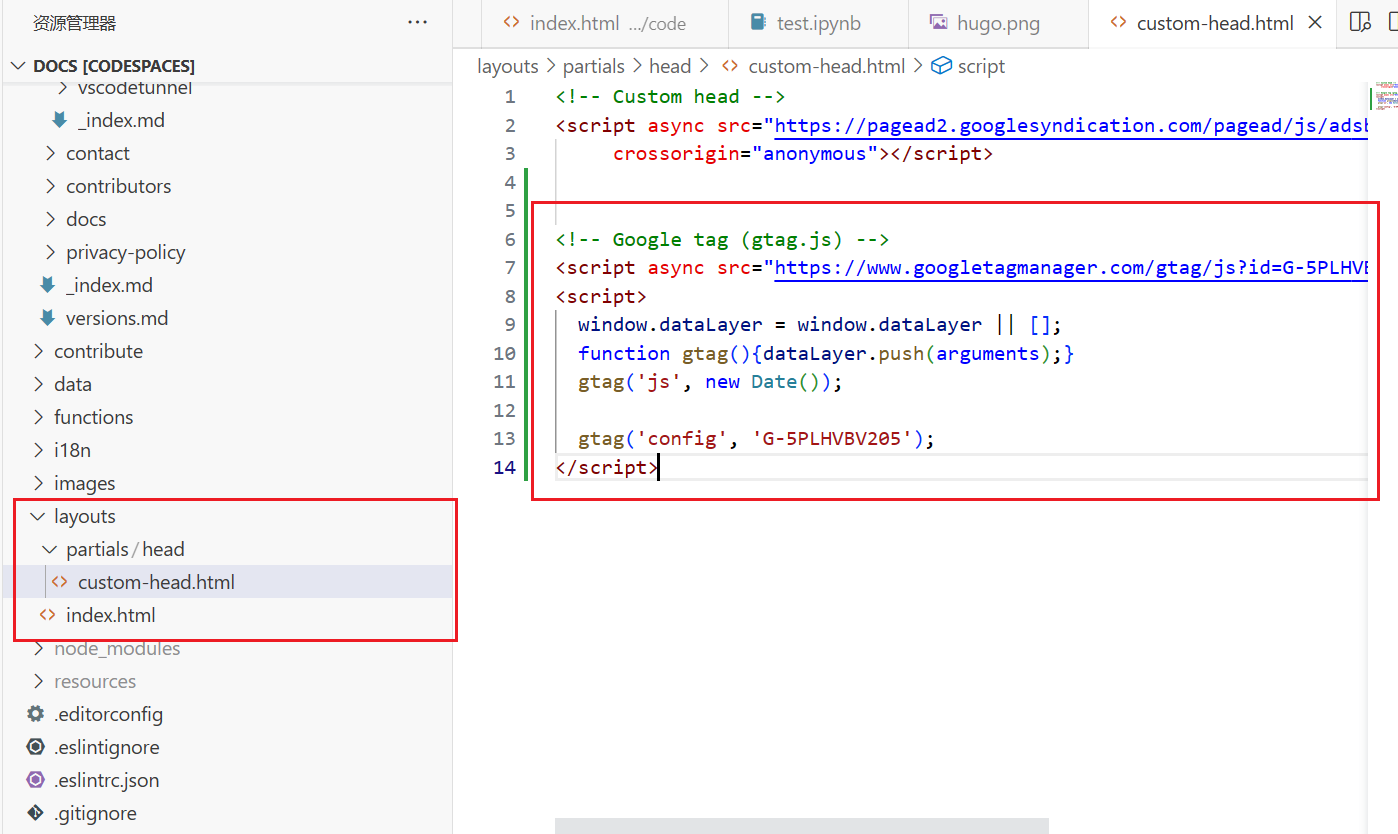 资源管理器
DOCS [CODESPACES]
vscodetunnel
_index.md
contact
contributors
docs
privacy-policy
_index.md
versions.md
contribute
data
functions
i18n
images
layouts
partials/head
custom-head.html
index.html
node_modules
resources
.editorconfig
.eslintignore
.eslintrc.json
.gitignore
index.html .../code
test.ipynb
hugo.png
custom-head.html
layouts > partials > head > custom-head.html > script
1 <!-- Custom head -->
2 <script async src="https://pagead2.googlesyndication.com/pagead/js/adsb
3 crossorigin="anonymous"></script>
4
5
6 <!-- Google tag (gtag.js) -->
7 <script async src="https://www.googletagmanager.com/gtag/js?id=G-5PLHVB
8 <script>
9 window.dataLayer = window.dataLayer || [];
10 function gtag(){dataLayer.push(arguments);}
11 gtag('js', new Date());
12
13 gtag('config', 'G-5PLHVBV205');
14 </script>